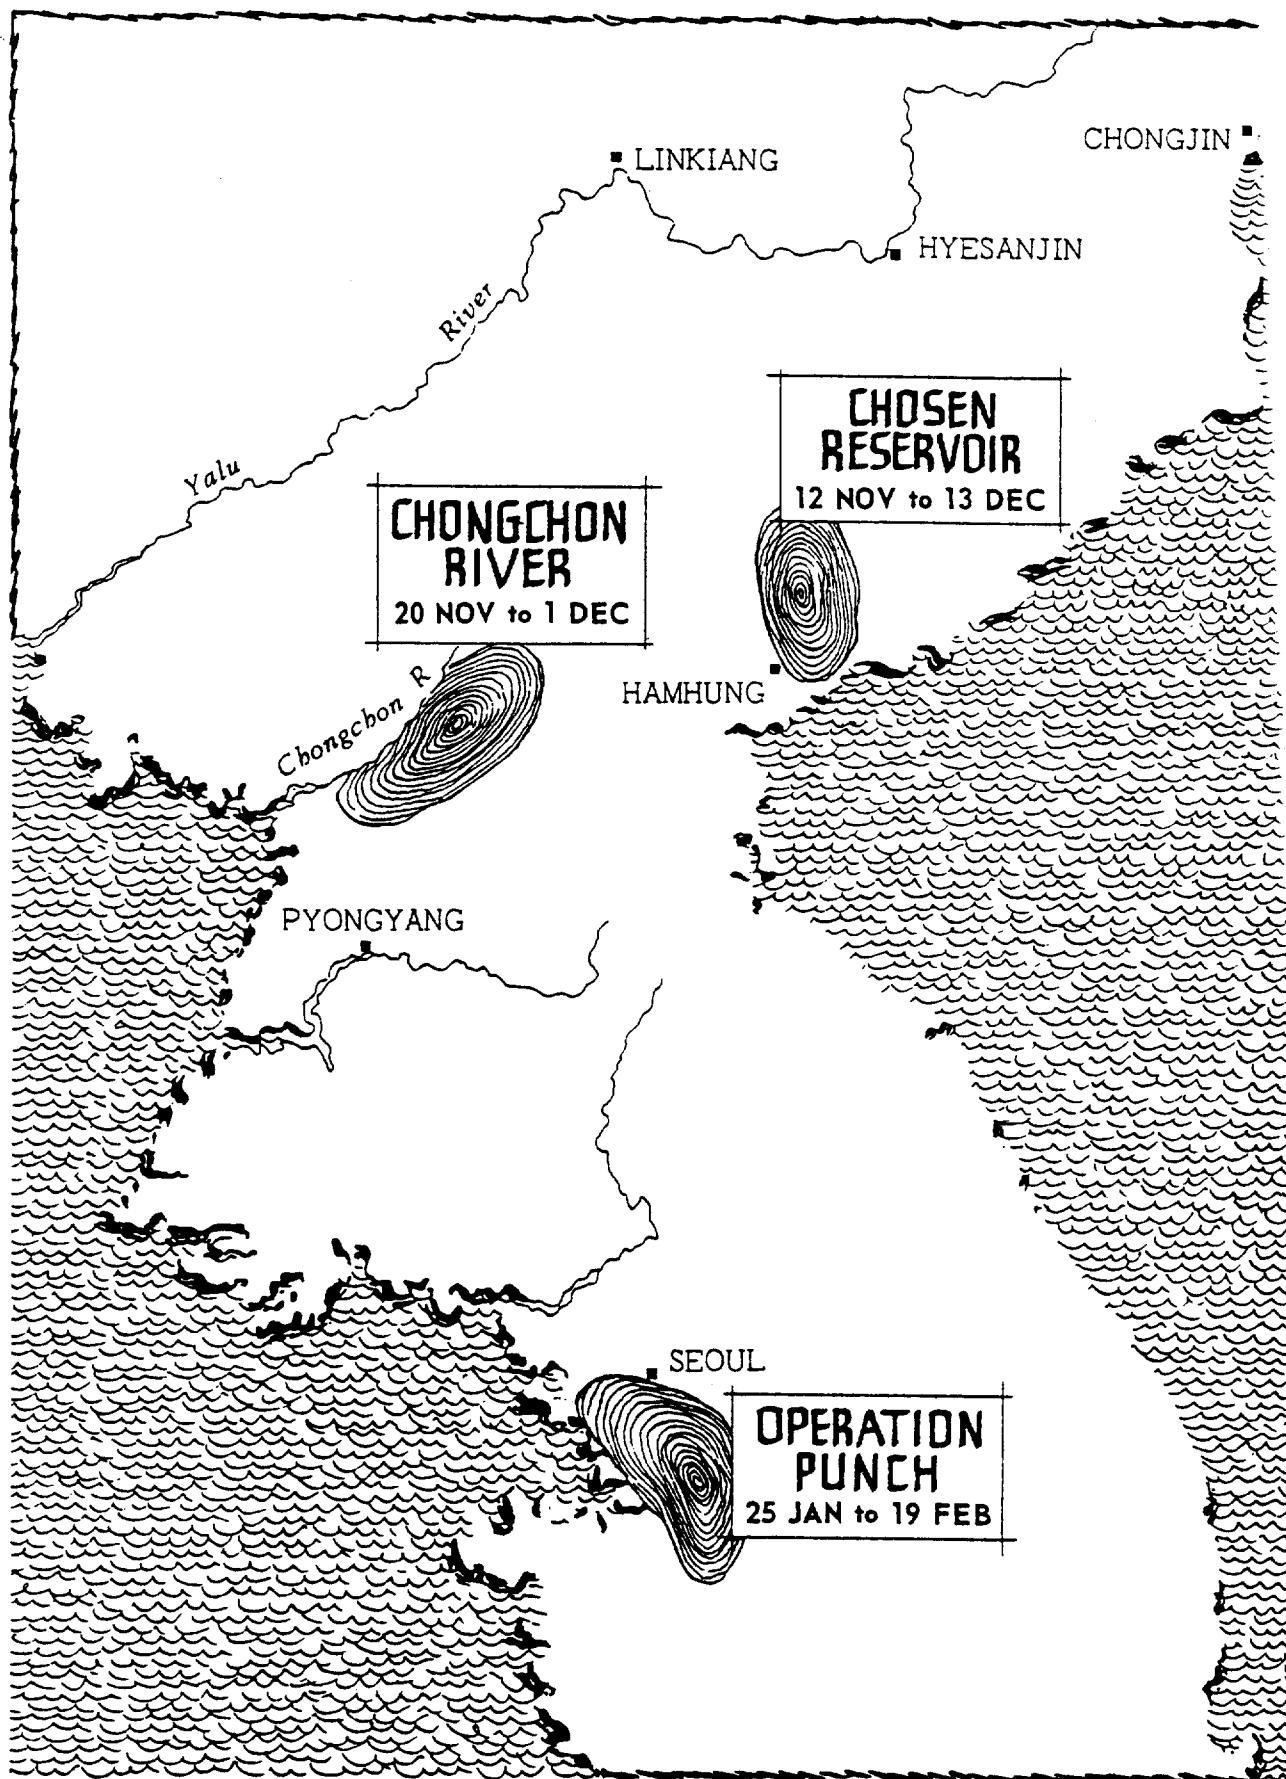 CHONGJIN
LINKIANG
HYESANJIN
Yalu River
CHOSEN
RESERVOIR
12 NOV to 13 DEC
CHONGCHON
RIVER
20 NOV to 1 DEC
Chongchon R
HAMHUNG
PYONGYANG
SEOUL
OPERATION
PUNCH
25 JAN to 19 FEB